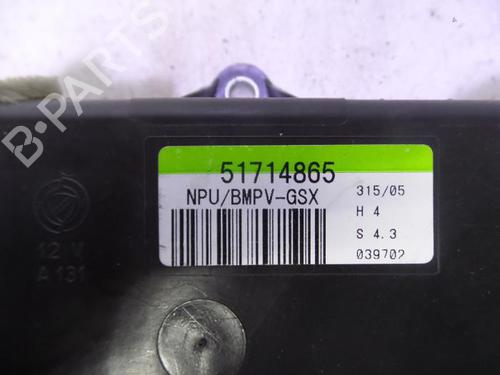 B-PARTS
51714865
NPU/BMPV-GSX
315/05
H 4
S 4.3
039702
12 V
A 131